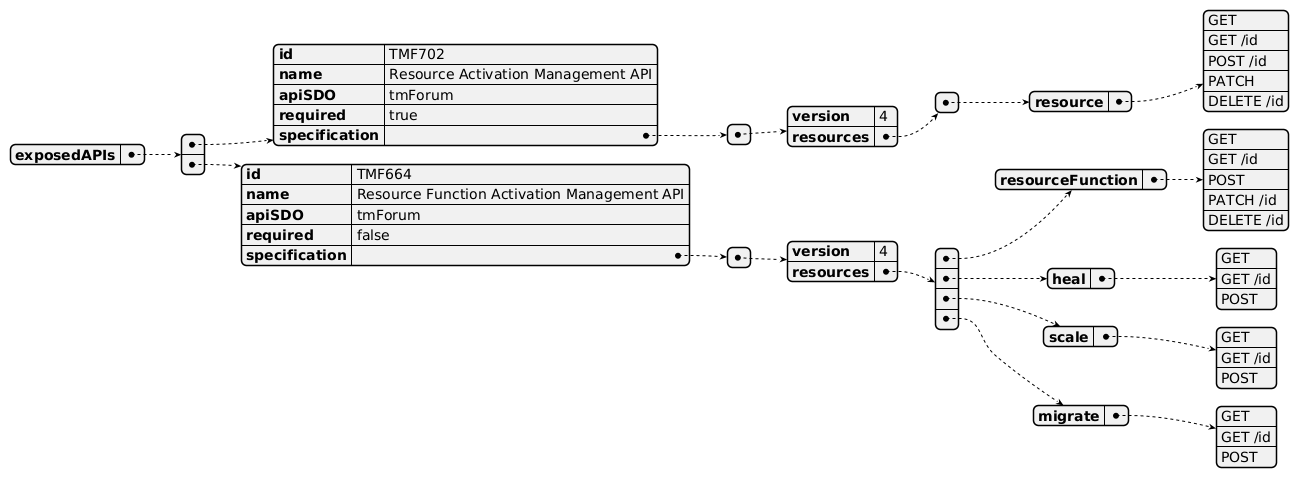 exposedAPIs
id TMF702
name Resource Activation Management API
apiSDO tmForum
required true
specification
version 4
resources
resource
GET
GET /id
POST /id
PATCH
DELETE /id
id TMF664
name Resource Function Activation Management API
apiSDO tmForum
required false
specification
version 4
resources
resourceFunction
GET
GET /id
POST
PATCH /id
DELETE /id
heal
GET
GET /id
POST
scale
GET
GET /id
POST
migrate
GET
GET /id
POST